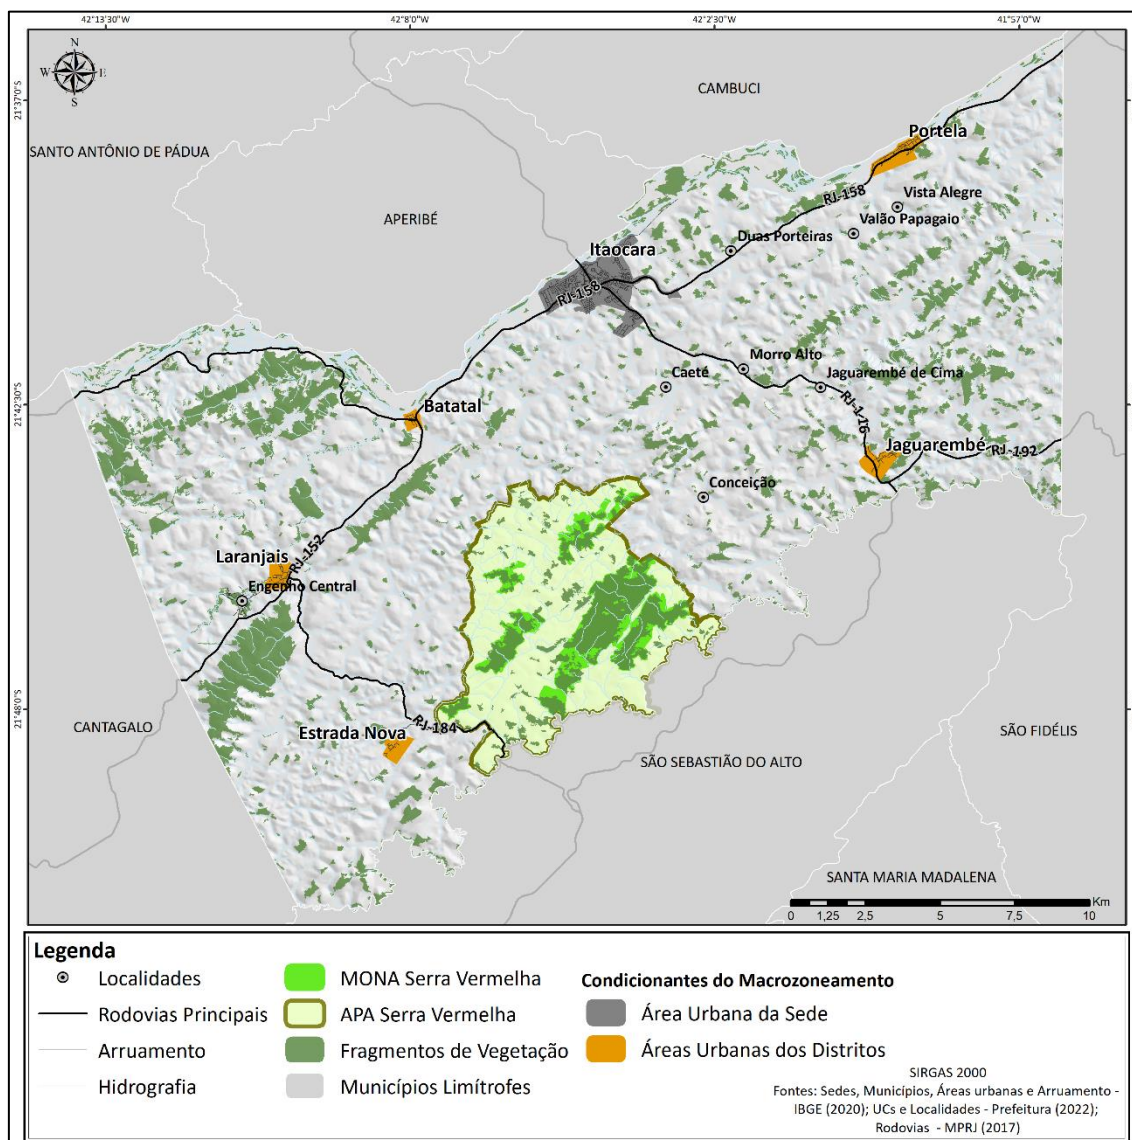 42°13'30"W
42°8'0"W
42°2'30"W
41°57'0"W
N
W
E
S
21°37'0"S
21°42'30"S
21°48'0"S
CAMBUCI
SANTO ANTÔNIO DE PÁDUA
APERIBÉ
Portela
RJ-158
Vista Alegre
Valão Papagaio
Duas Porteiras
Itaocara
RJ-158
Morro Alto
Caeté
Jaguarembé de Cima
RJ-1-16
Batatal
Jaguarembé
RJ-192
Conceição
Laranjais
RJ-152
Engenho Central
CANTAGALO
Estrada Nova
RJ-184
SÃO FIDÉLIS
SÃO SEBASTIÃO DO ALTO
SANTA MARIA MADALENA
Km
0 1,25 2,5 5 7,5 10
Legenda
Localidades
Rodovias Principais
Arruamento
Hidrografia
MONA Serra Vermelha
APA Serra Vermelha
Fragmentos de Vegetação
Municípios Limítrofes
Condicionantes do Macrozoneamento
Área Urbana da Sede
Áreas Urbanas dos Distritos
SIRGAS 2000
Fontes: Sedes, Municípios, Áreas urbanas e Arruamento -
IBGE (2020); UCs e Localidades - Prefeitura (2022);
Rodovias - MPRJ (2017)